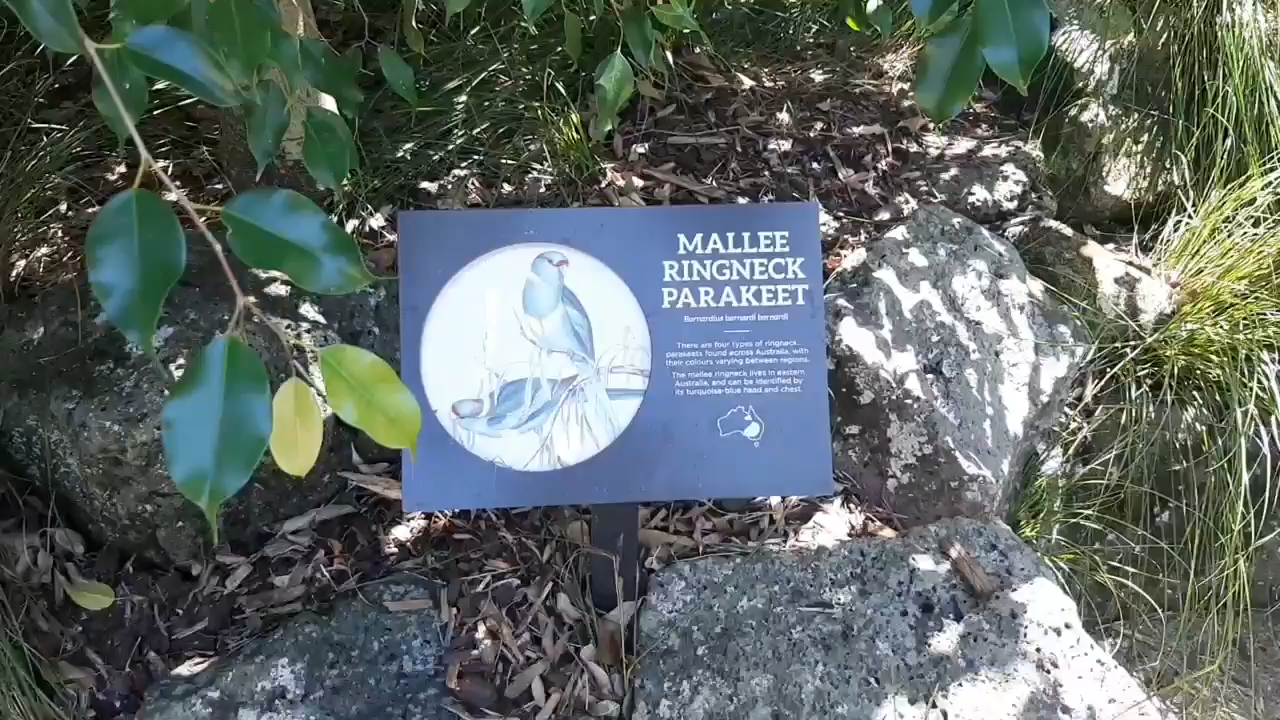 MALLEE
RINGNECK
PARAKEET
Barnardius barnardi barnardi
There are four types of ringneck
parakeets found across Australia, with
their colours varying between regions.
The mallee ringneck lives in eastern
Australia, and can be identified by
its turquoise-blue head and chest.